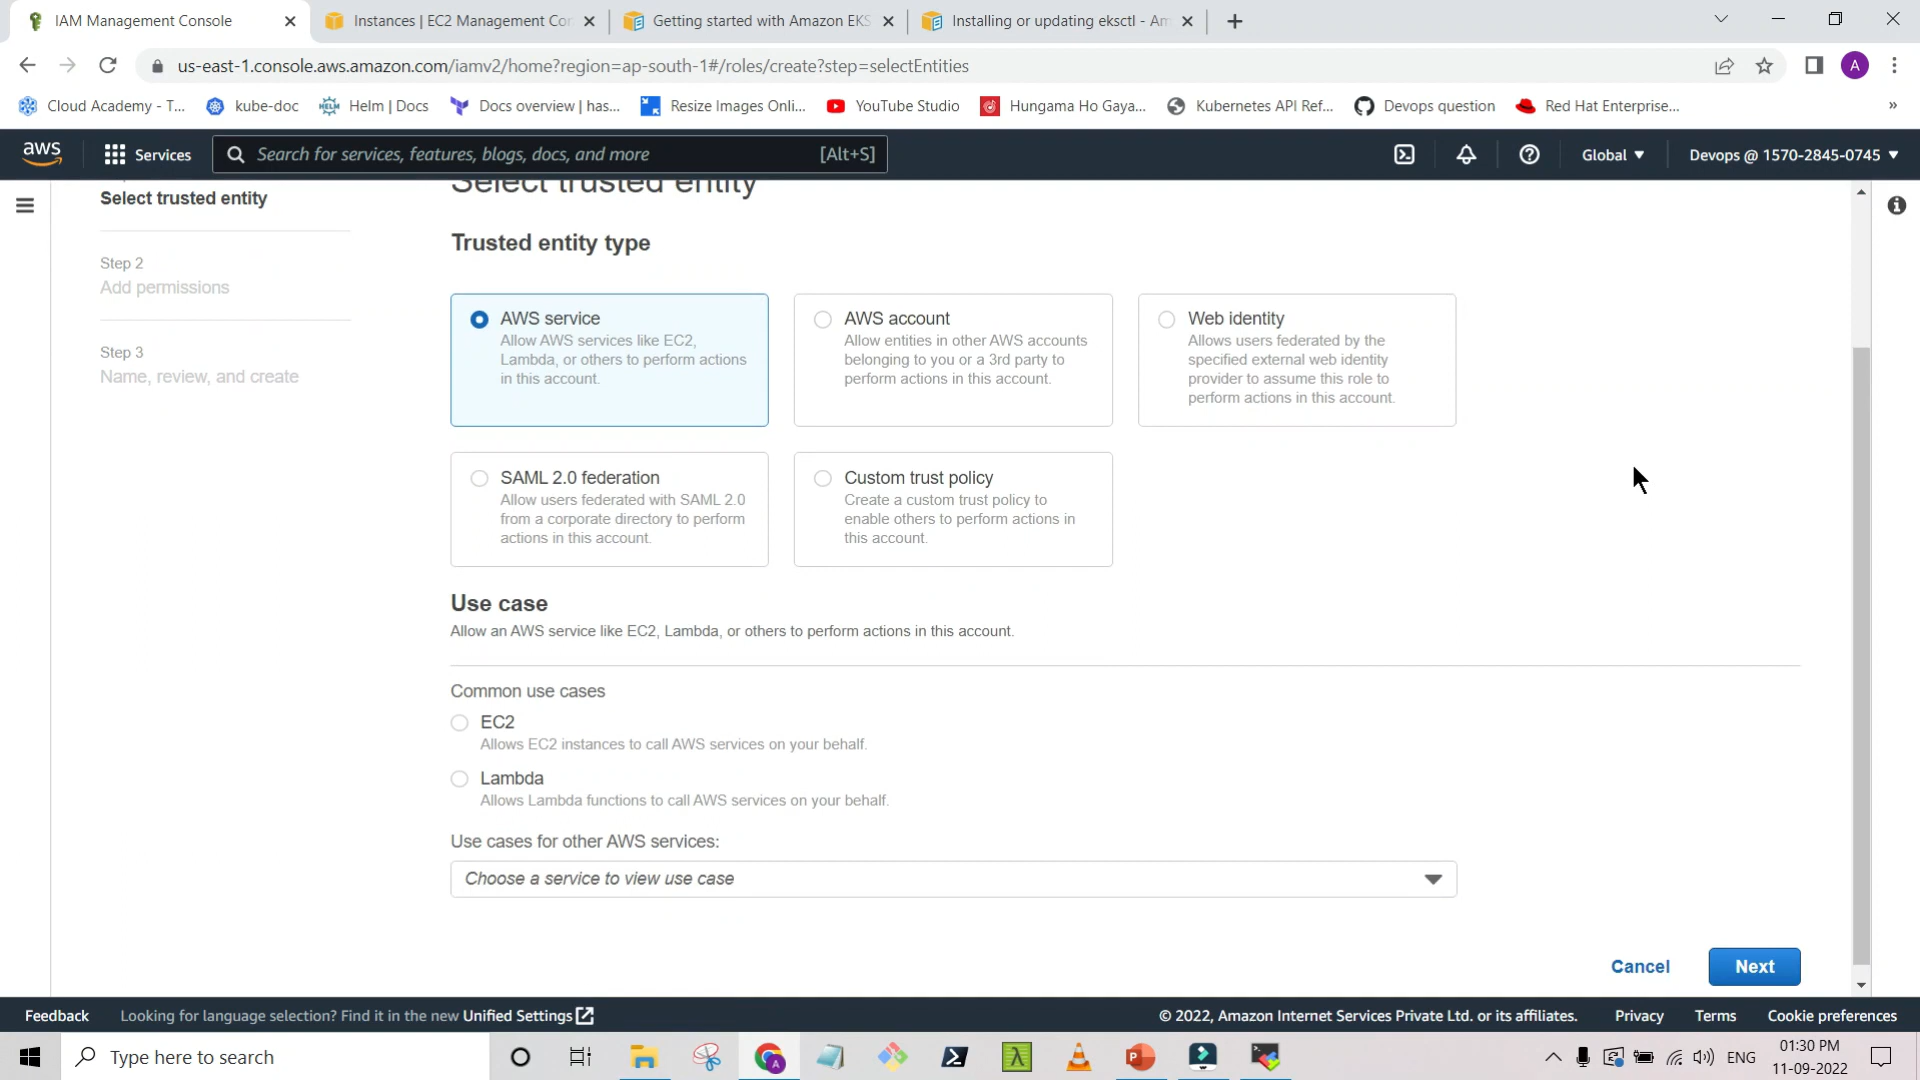 IAM Management Console
Instances | EC2 Management Co
Getting started with Amazon EKS
Installing or updating eksctl - Am
us-east-1.console.aws.amazon.com/iamv2/home?region=ap-south-1#/roles/create?step=selectEntities
A
Cloud Academy - T...
kube-doc
HELM
Helm | Docs
Docs overview | has...
Resize Images Onli...
YouTube Studio
Hungama Ho Gaya...
Kubernetes API Ref...
Devops question
Red Hat Enterprise...
»
aws
Services
Search for services, features, blogs, docs, and more
[Alt+S]
Global
Devops @ 1570-2845-0745
Select trusted entity
Select trusted entity
Step 2
Add permissions
Step 3
Name, review, and create
Trusted entity type
AWS service
Allow AWS services like EC2,
Lambda, or others to perform actions
in this account.
AWS account
Allow entities in other AWS accounts
belonging to you or a 3rd party to
perform actions in this account.
Web identity
Allows users federated by the
specified external web identity
provider to assume this role to
perform actions in this account.
SAML 2.0 federation
Allow users federated with SAML 2.0
from a corporate directory to perform
actions in this account.
Custom trust policy
Create a custom trust policy to
enable others to perform actions in
this account.
Use case
Allow an AWS service like EC2, Lambda, or others to perform actions in this account.
Common use cases
EC2
Allows EC2 instances to call AWS services on your behalf.
Lambda
Allows Lambda functions to call AWS services on your behalf.
Use cases for other AWS services:
Choose a service to view use case
Cancel
Next
Feedback
Looking for language selection? Find it in the new Unified Settings
© 2022, Amazon Internet Services Private Ltd. or its affiliates.
Privacy
Terms
Cookie preferences
Type here to search
ENG
01:30 PM
11-09-2022